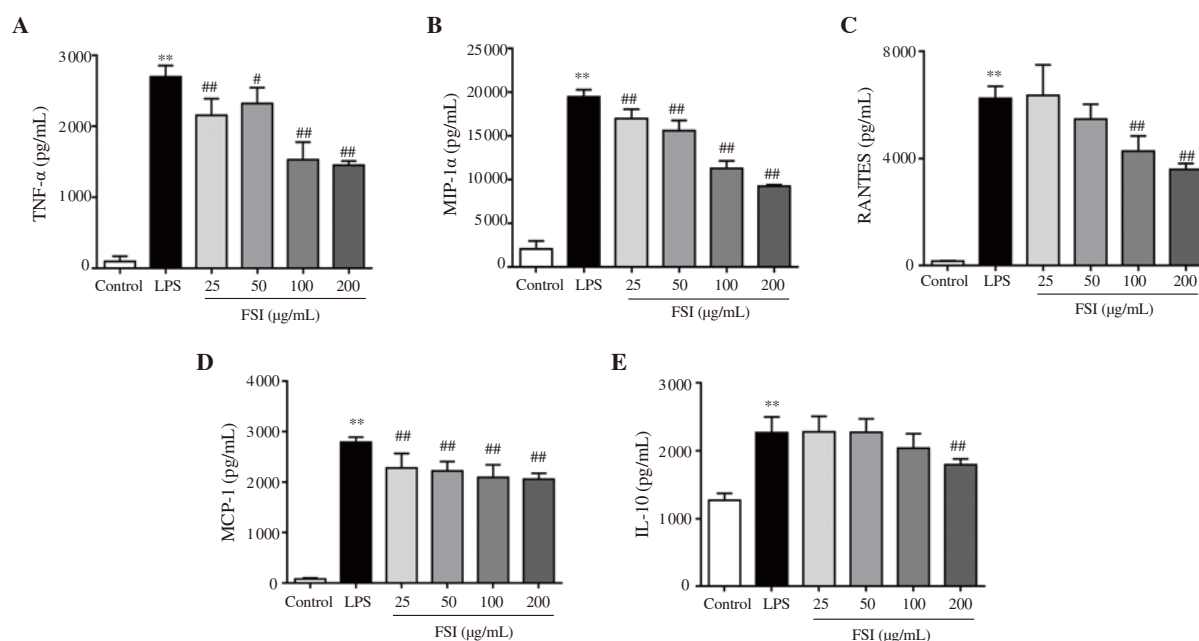 A
TNF-α (pg/mL)
3000
2000
1000
0
**
##
#
##
##
Control LPS 25 50 100 200
FSI (μg/mL)
B
MIP-1α (pg/mL)
25000
20000
15000
10000
5000
0
**
##
##
##
##
Control LPS 25 50 100 200
FSI (μg/mL)
C
RANTES (pg/mL)
8000
4000
0
**
##
##
Control LPS 25 50 100 200
FSI (μg/mL)
D
MCP-1 (pg/mL)
4000
3000
2000
1000
0
**
##
##
##
##
Control LPS 25 50 100 200
FSI (μg/mL)
E
IL-10 (pg/mL)
3000
2000
1000
0
**
##
Control LPS 25 50 100 200
FSI (μg/mL)